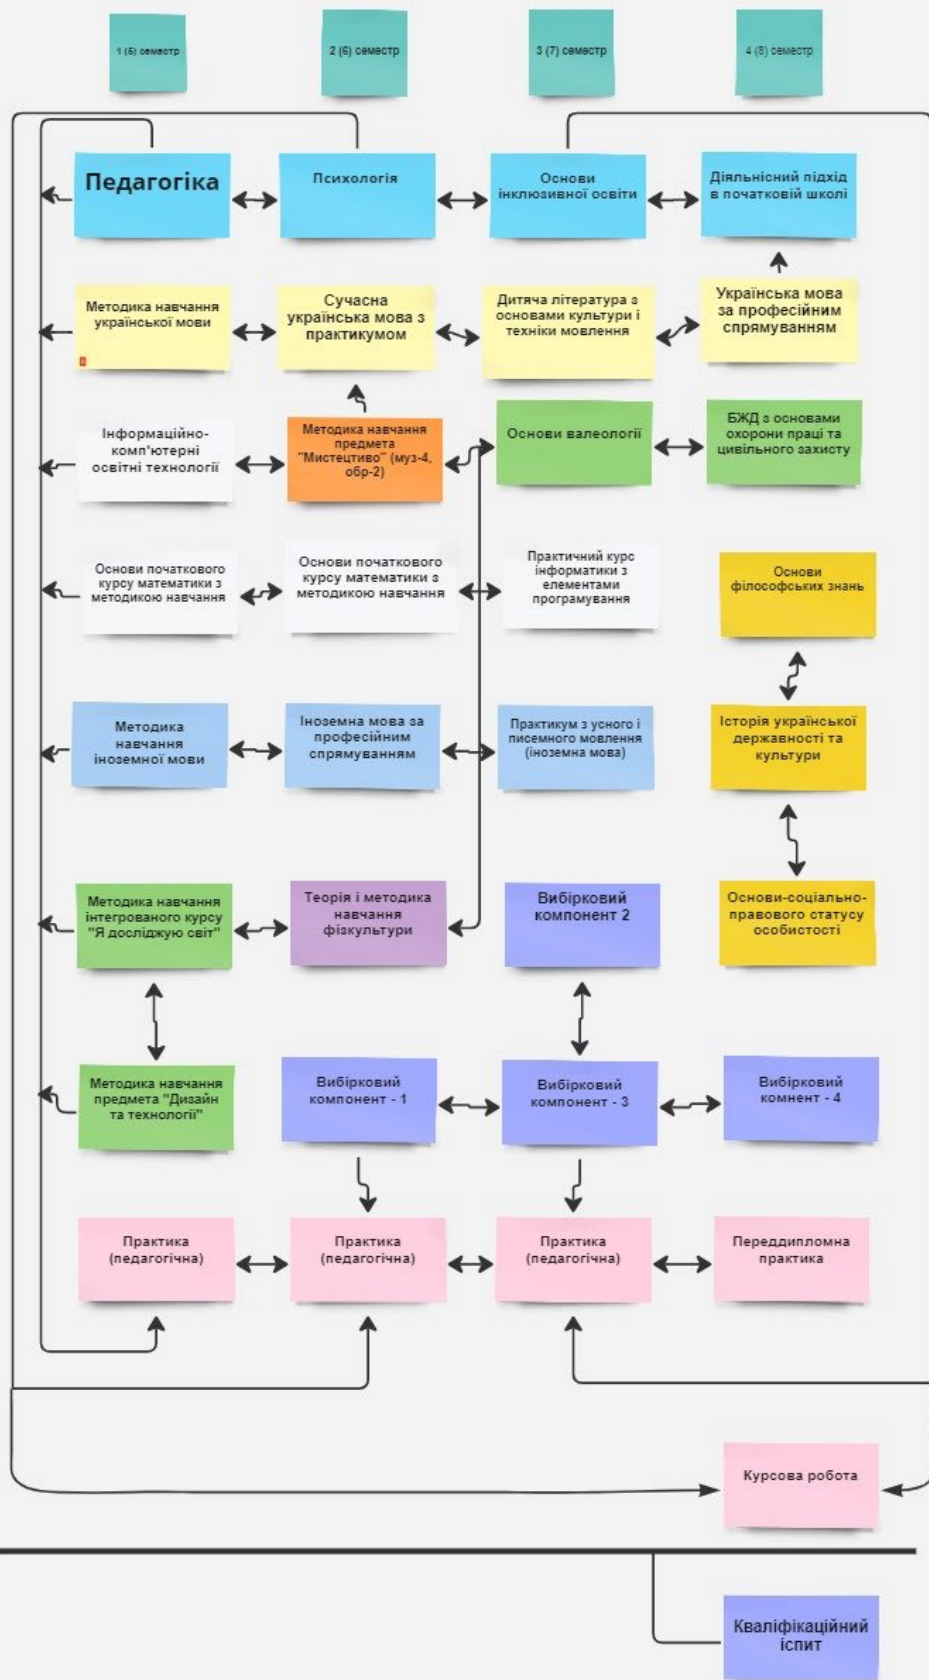 1 (5) семестр
2 (6) семестр
3 (7) семестр
4 (8) семестр
Педагогіка
Психологія
Основи
інклюзивної освіти
Діяльнісний підхід
в початковій школі
Методика навчання
української мови
Сучасна
українська мова з
практикумом
Дитяча література з
основами культури і
техніки мовлення
Українська мова
за професійним
спрямуванням
Інформаційно-
комп'ютерні
освітні технології
Методика навчання
предмета
"Мистецтиво" (муз-4,
обр-2)
Основи валеології
БЖД з основами
охорони праці та
цивільного захисту
Основи початкового
курсу математики з
методикою навчання
Основи початкового
курсу математики з
методикою навчання
Практичний курс
інформатики з
елементами
програмування
Основи
філософських знань
Методика
навчання
іноземної мови
Іноземна мова за
професійним
спрямуванням
Практикум з усного і
писемного мовлення
(іноземна мова)
Історія української
державності та
культури
Методика навчання
інтегрованого курсу
"Я досліджую світ"
Теорія і методика
навчання
фізкультури
Вибірковий
компонент 2
Основи-соціально-
правового статусу
особистості
Методика навчання
предмета "Дизайн
та технології"
Вибірковий
компонент - 1
Вибірковий
компонент - 3
Вибірковий
комнент - 4
Практика
(педагогічна)
Практика
(педагогічна)
Практика
(педагогічна)
Переддипломна
практика
Курсова робота
Кваліфікаційний
іспит